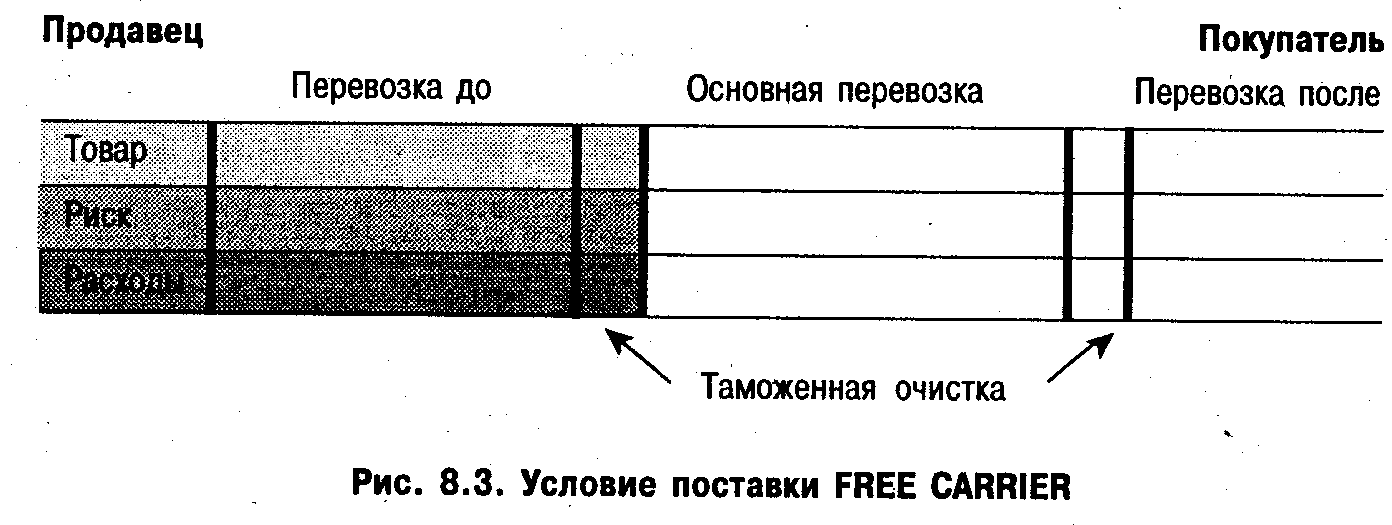 Продавец
Покупатель
Перевозка до
Основная перевозка
Перевозка после
Товар
Риск
Расходы
Таможенная очистка
Рис. 8.3. Условие поставки FREE CARRIER